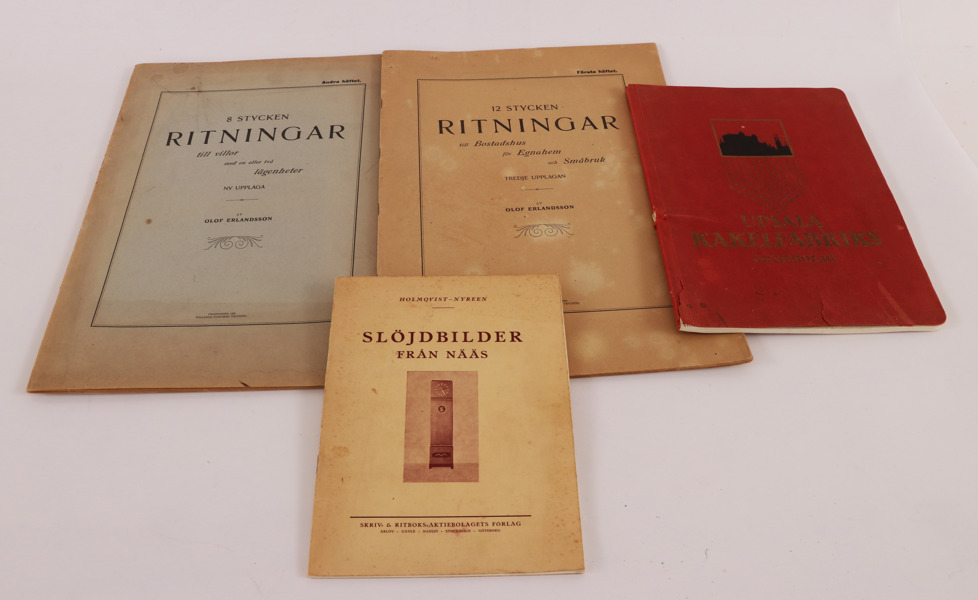 Andra häftet.
8 STYCKEN
RITNINGAR
till villor
med en eller två
lägenheter
NY UPPLAGA
AF
OLOF ERLANDSSON
Första häftet.
12 STYCKEN
RITNINGAR
till Bostadshus
för Egnahem
och Småbruk
TREDJE UPPLAGAN
AF
OLOF ERLANDSSON
UPSALA
KAKELFABRIKS
HOLMQVIST–NYREEN
SLÖJDBILDER
FRÅN NÄÄS
SKRIV- & RITBOKS-AKTIEBOLAGETS FÖRLAG